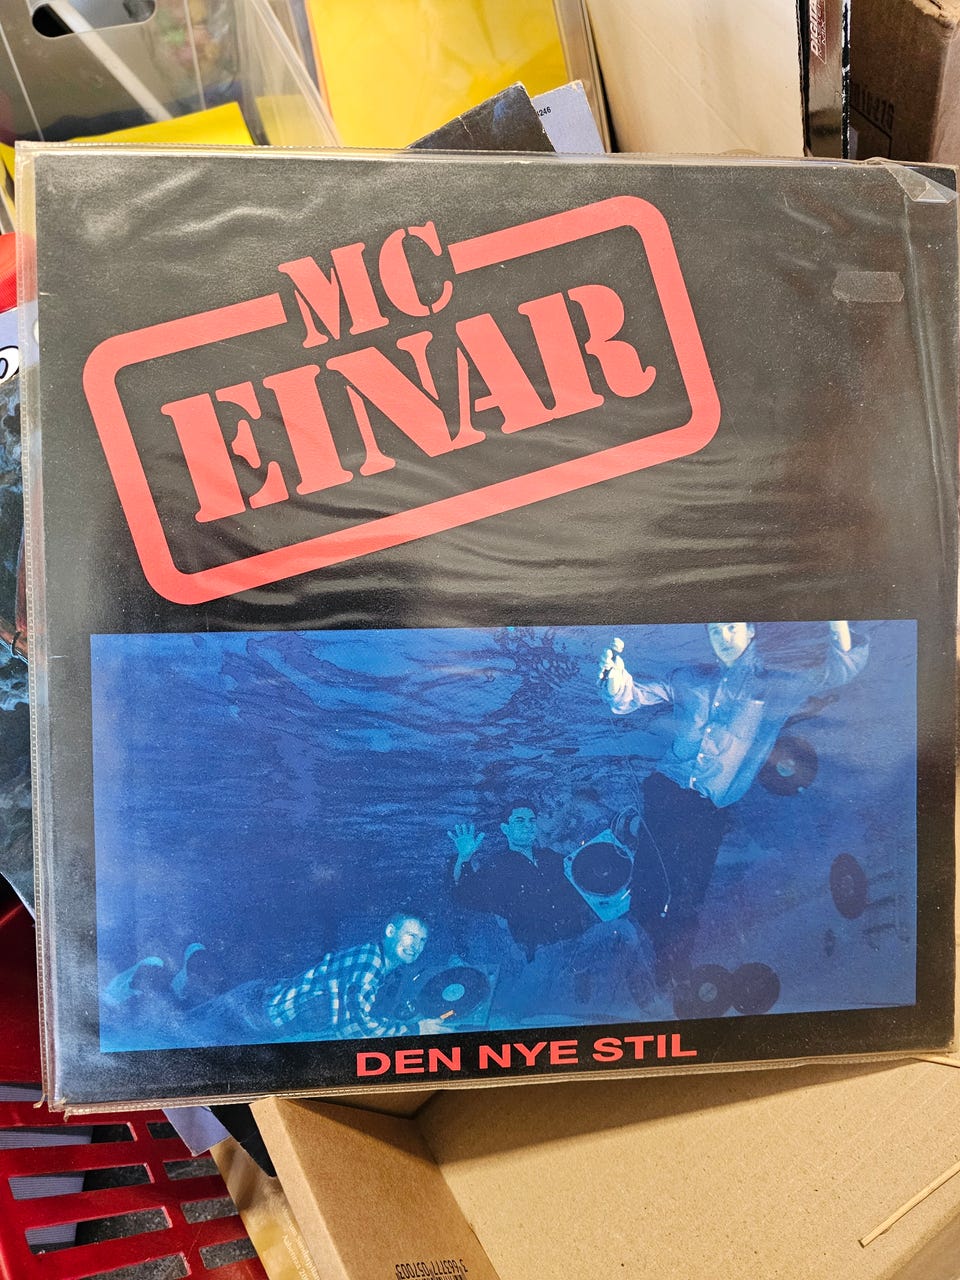 MC
EINAR
DEN NYE STIL